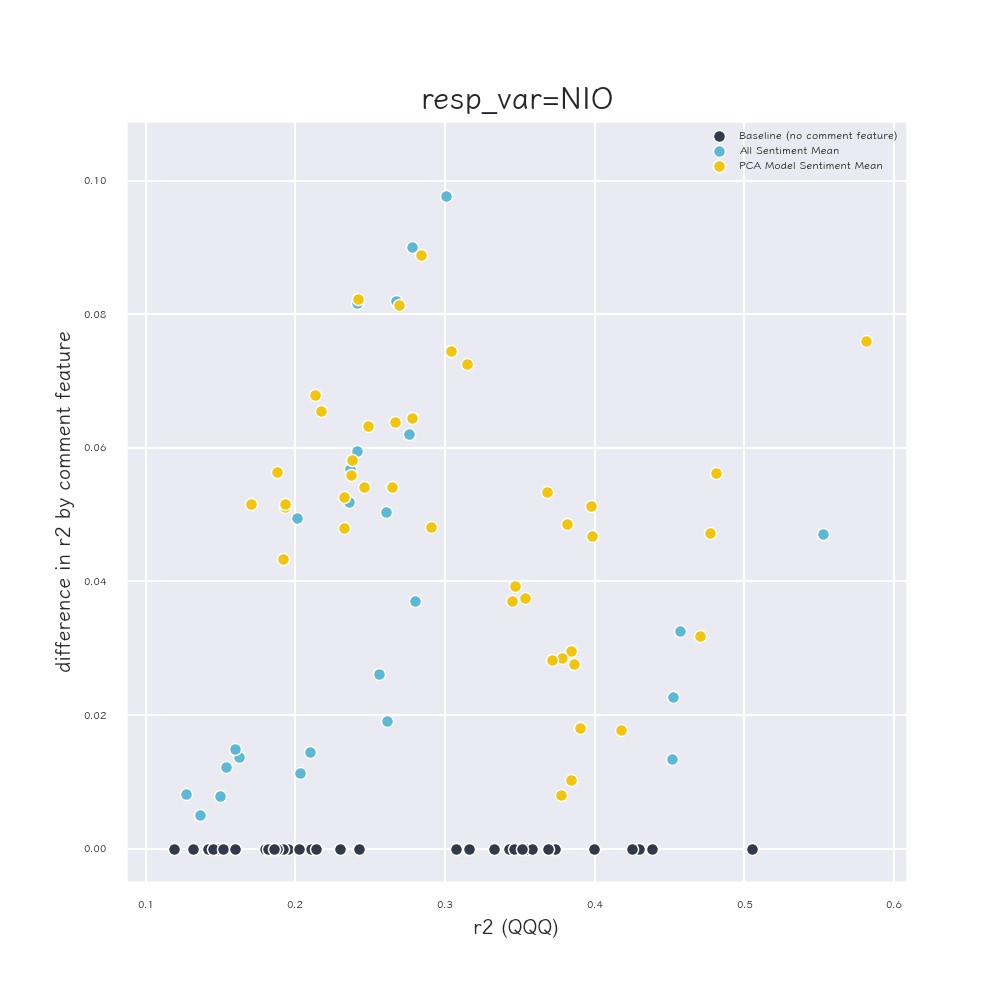 resp_var=NIO
Baseline (no comment feature)
All Sentiment Mean
PCA Model Sentiment Mean
difference in r2 by comment feature
0.10
0.08
0.06
0.04
0.02
0.00
0.1 0.2 0.3 0.4 0.5 0.6
r2 (QQQ)